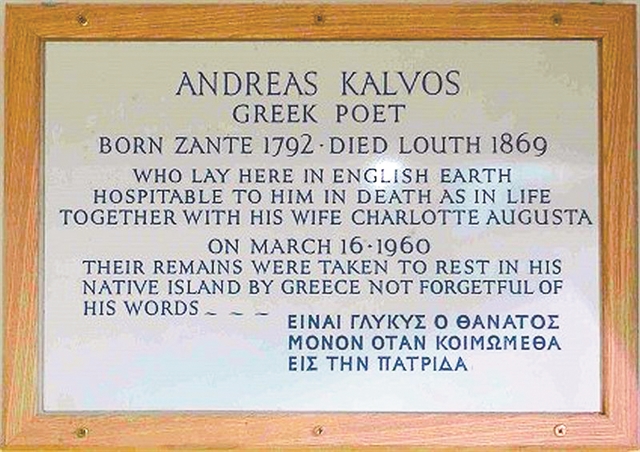 ANDREAS KALVOS
GREEK POET
BORN ZANTE 1792 · DIED LOUTH 1869
WHO LAY HERE IN ENGLISH EARTH
HOSPITABLE TO HIM IN DEATH AS IN LIFE
TOGETHER WITH HIS WIFE CHARLOTTE AUGUSTA
ON MARCH 16 · 1960
THEIR REMAINS WERE TAKEN TO REST IN HIS
NATIVE ISLAND BY GREECE NOT FORGETFUL OF
HIS WORDS ~ ~ ~
ΕΙΝΑΙ ΓΛΥΚΥΣ Ο ΘΑΝΑΤΟΣ
ΜΟΝΟΝ ΟΤΑΝ ΚΟΙΜΩΜΕΘΑ
ΕΙΣ ΤΗΝ ΠΑΤΡΙΔΑ